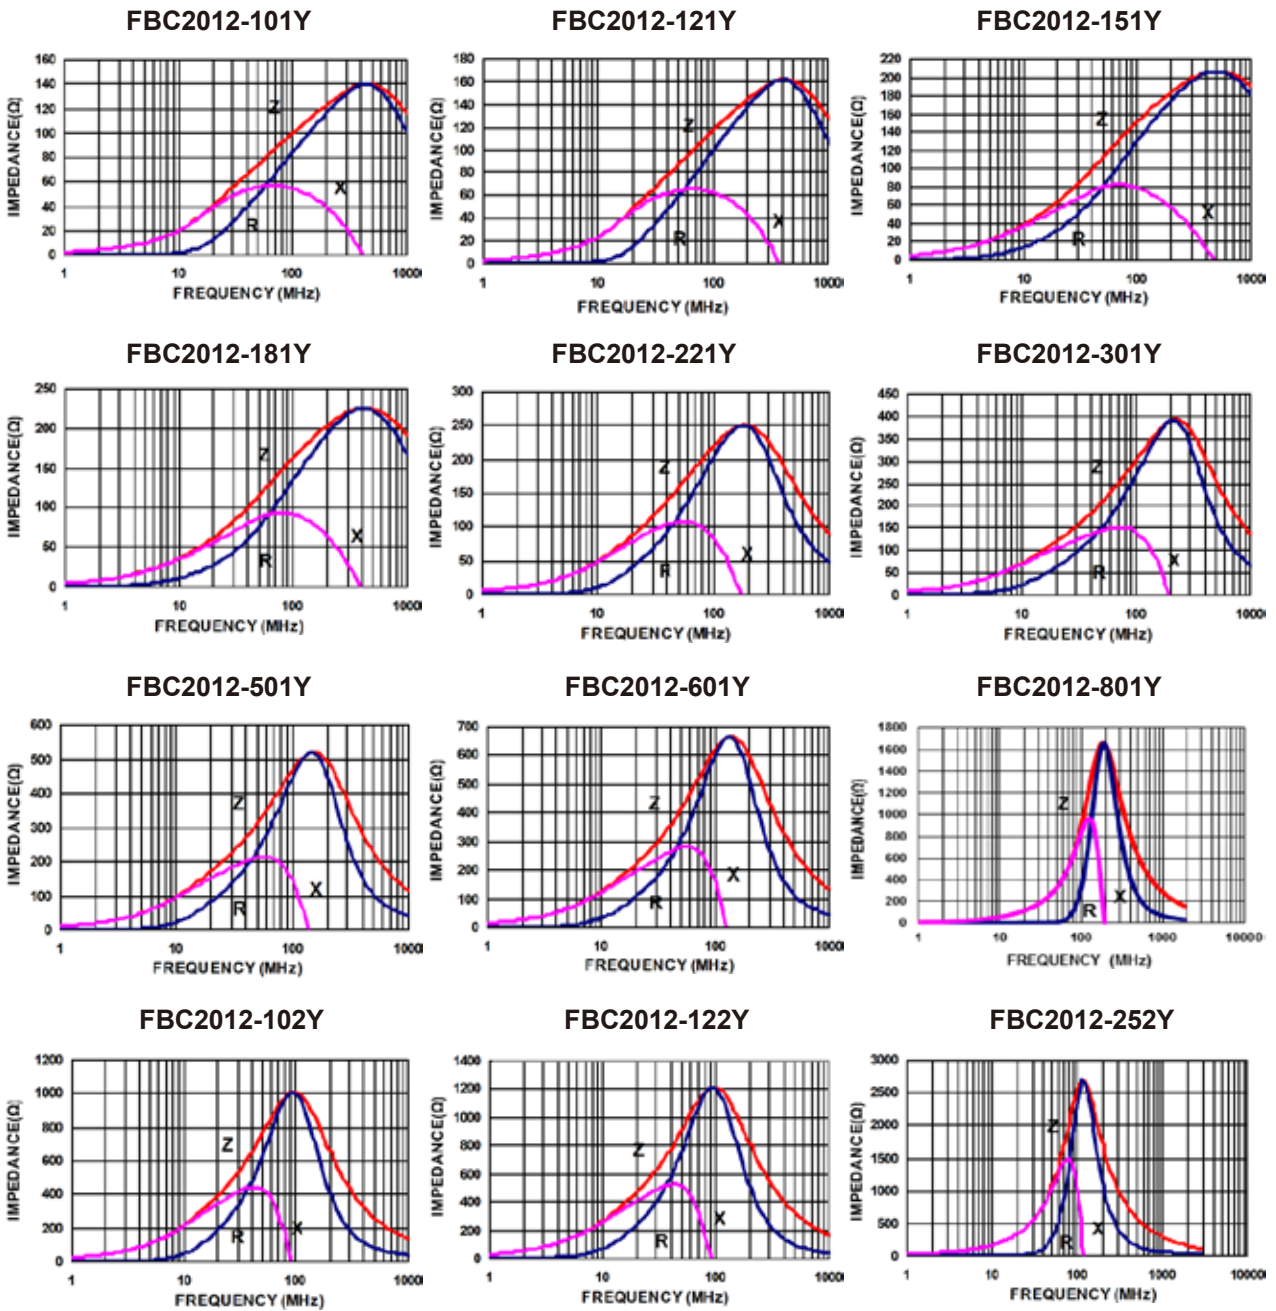 FBC2012-101Y
FBC2012-121Y
FBC2012-151Y
IMPEDANCE(Ω)
160
140
120
100
80
60
40
20
0
Z
X
R
1
10
100
1000
FREQUENCY (MHz)
IMPEDANCE(Ω)
180
160
140
120
100
80
60
40
20
0
Z
X
R
1
10
100
1000
FREQUENCY (MHz)
IMPEDANCE(Ω)
220
200
180
160
140
120
100
80
60
40
20
0
Z
X
R
1
10
100
1000
FREQUENCY (MHz)
FBC2012-181Y
FBC2012-221Y
FBC2012-301Y
IMPEDANCE(Ω)
250
200
150
100
50
0
Z
X
R
1
10
100
1000
FREQUENCY (MHz)
IMPEDANCE(Ω)
300
250
200
150
100
50
0
Z
X
R
1
10
100
1000
FREQUENCY (MHz)
IMPEDANCE(Ω)
450
400
350
300
250
200
150
100
50
0
Z
X
R
1
10
100
1000
FREQUENCY (MHz)
FBC2012-501Y
FBC2012-601Y
FBC2012-801Y
IMPEDANCE(Ω)
600
500
400
300
200
100
0
Z
X
R
1
10
100
1000
FREQUENCY (MHz)
IMPEDANCE(Ω)
700
600
500
400
300
200
100
0
Z
X
R
1
10
100
1000
FREQUENCY (MHz)
IMPEDANCE(Ω)
1800
1600
1400
1200
1000
800
600
400
200
0
Z
X
R
1
10
100
1000
10000
FREQUENCY (MHz)
FBC2012-102Y
FBC2012-122Y
FBC2012-252Y
IMPEDANCE(Ω)
1200
1000
800
600
400
200
0
Z
X
R
1
10
100
1000
FREQUENCY (MHz)
IMPEDANCE(Ω)
1400
1200
1000
800
600
400
200
0
Z
X
R
1
10
100
1000
FREQUENCY (MHz)
IMPEDANCE(Ω)
3000
2500
2000
1500
1000
500
0
Z
X
R
1
10
100
1000
10000
FREQUENCY (MHz)